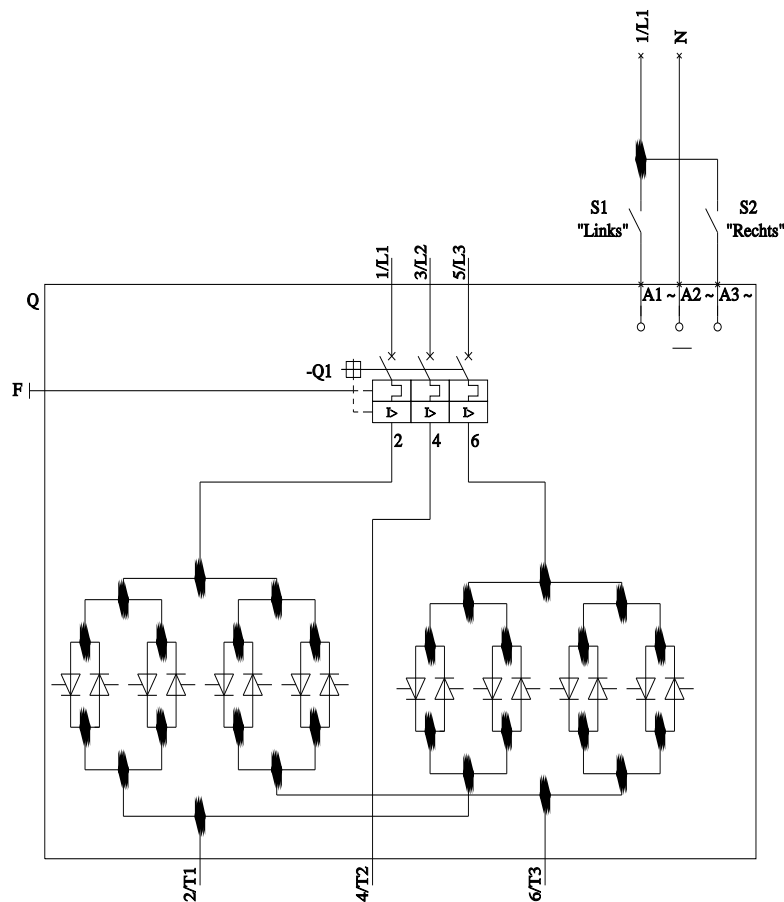 1/L1
N
S1
"Links"
S2
"Rechts"
1/L1
3/L2
5/L3
Q
A1 ~
A2 ~
A3 ~
-Q1
F
I>
I>
I>
2
4
6
2/T1
4/T2
6/T3